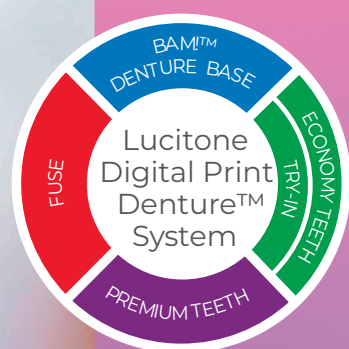 BAM!™
DENTURE BASE
ECONOMY TEETH
TRY-IN
PREMIUM TEETH
FUSE
Lucitone
Digital Print
Denture™
System